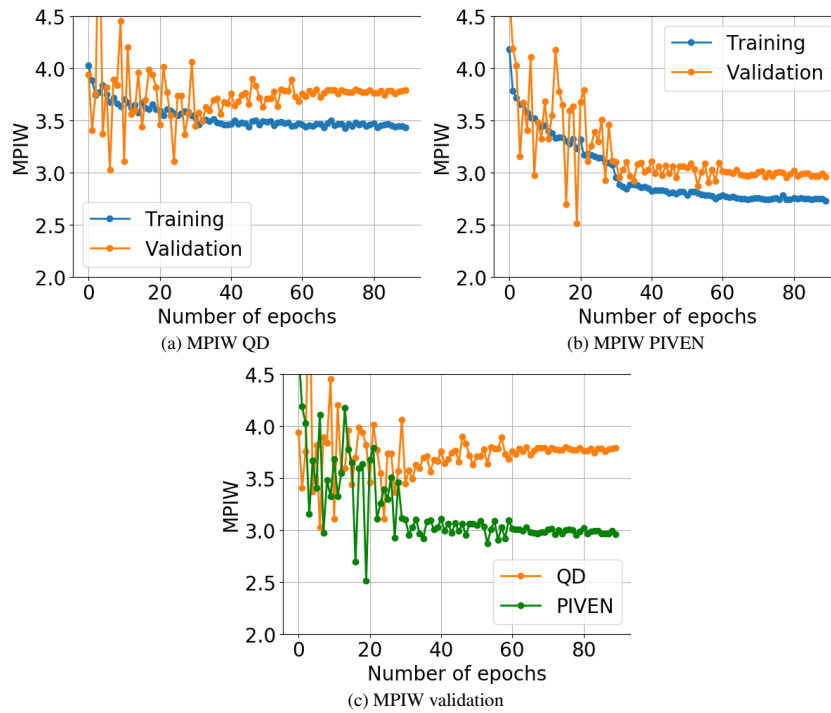 4.5
4.0
3.5
3.0
2.5
2.0
MPIW
Training
Validation
0 20 40 60 80
Number of epochs
(a) MPIW QD
4.5
4.0
3.5
3.0
2.5
2.0
MPIW
Training
Validation
0 20 40 60 80
Number of epochs
(b) MPIW PIVEN
4.5
4.0
3.5
3.0
2.5
2.0
MPIW
QD
PIVEN
0 20 40 60 80
Number of epochs
(c) MPIW validation